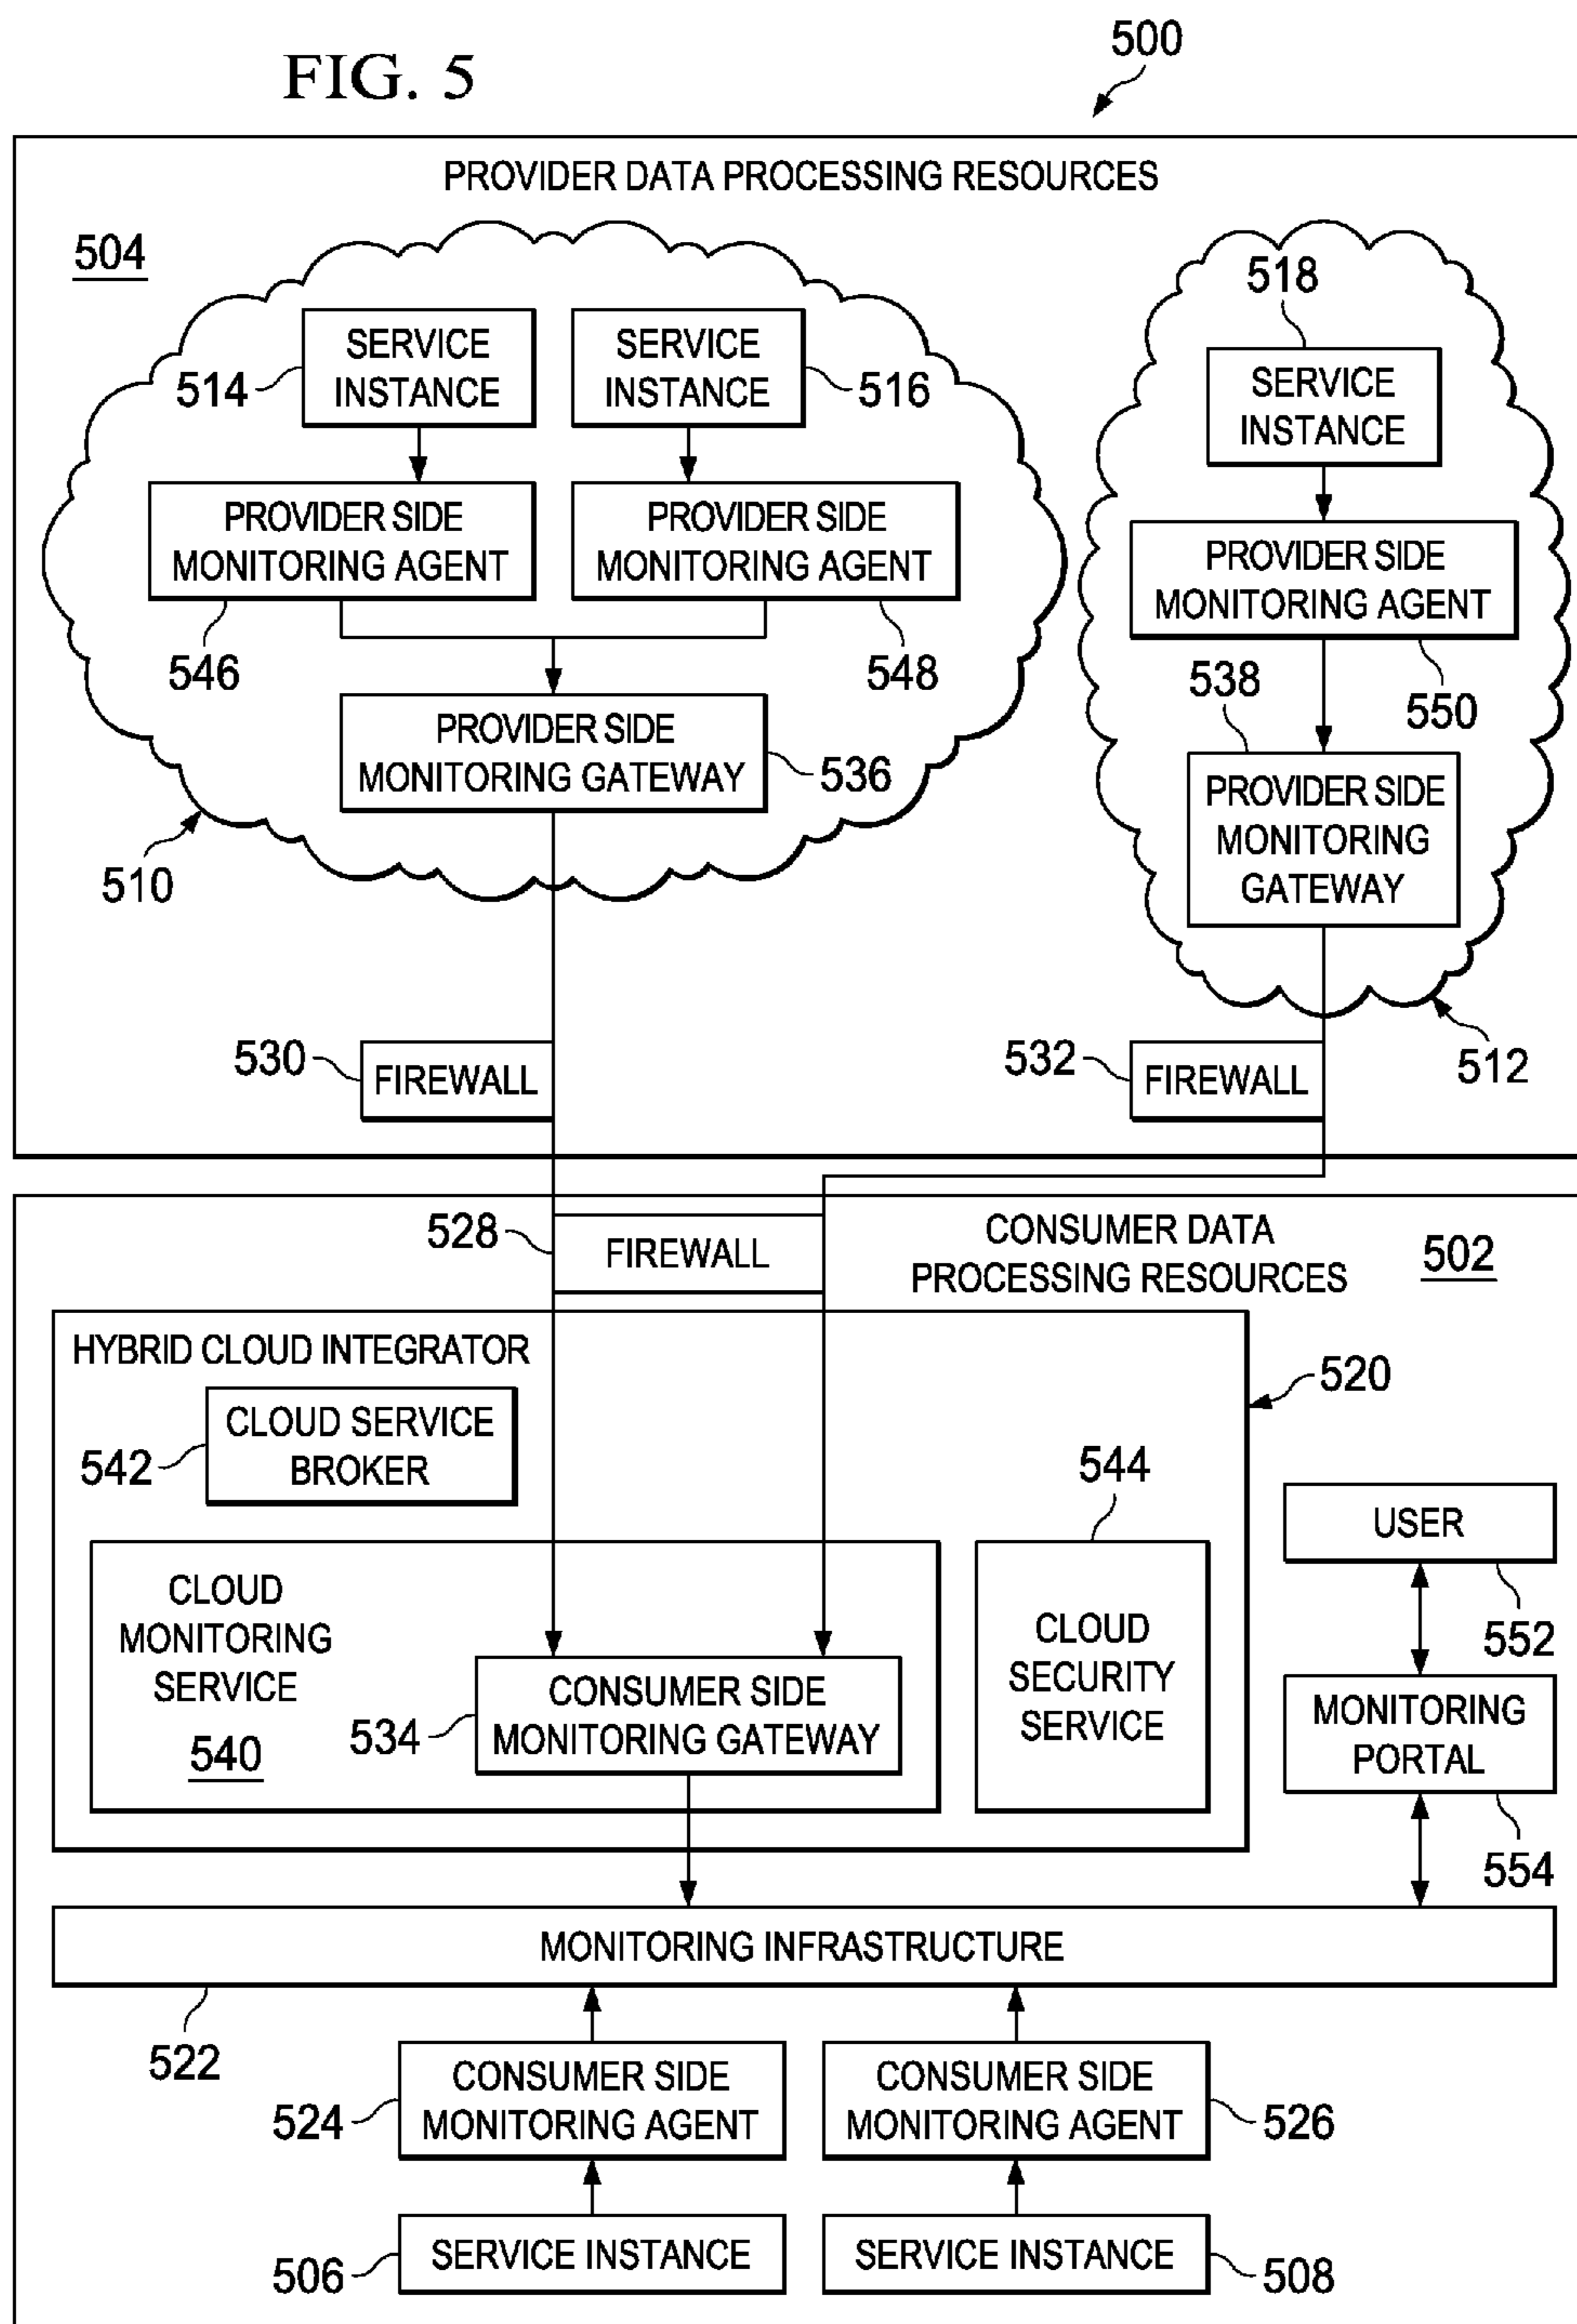 FIG. 5
500
PROVIDER DATA PROCESSING RESOURCES
504
518
SERVICE
INSTANCE
514
SERVICE
INSTANCE
516
SERVICE
INSTANCE
PROVIDER SIDE
MONITORING AGENT
PROVIDER SIDE
MONITORING AGENT
PROVIDER SIDE
MONITORING AGENT
546
548
538
550
PROVIDER SIDE
MONITORING GATEWAY
536
PROVIDER SIDE
MONITORING
GATEWAY
510
530
FIREWALL
532
FIREWALL
512
528
FIREWALL
CONSUMER DATA
PROCESSING RESOURCES
502
HYBRID CLOUD INTEGRATOR
520
CLOUD SERVICE
BROKER
542
544
USER
552
CLOUD
MONITORING
SERVICE
540
534
CONSUMER SIDE
MONITORING GATEWAY
CLOUD
SECURITY
SERVICE
MONITORING
PORTAL
554
MONITORING INFRASTRUCTURE
522
524
CONSUMER SIDE
MONITORING AGENT
CONSUMER SIDE
MONITORING AGENT
526
506
SERVICE INSTANCE
SERVICE INSTANCE
508